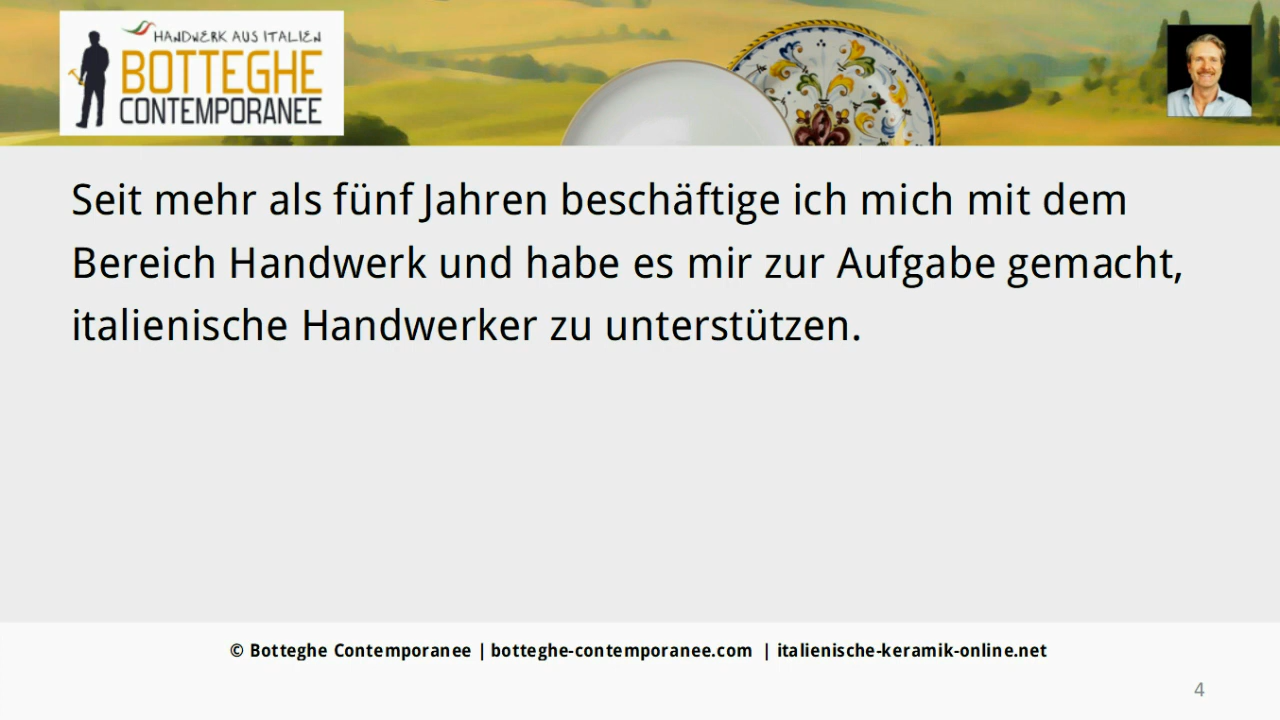 HANDWERK AUS ITALIEN
BOTTEGHE
CONTEMPORANEE
Seit mehr als fünf Jahren beschäftige ich mich mit dem
Bereich Handwerk und habe es mir zur Aufgabe gemacht,
italienische Handwerker zu unterstützen.
© Botteghe Contemporanee | botteghe-contemporanee.com | italienische-keramik-online.net
4